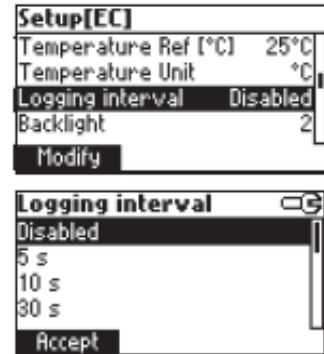 Setup[EC]
Temperature Ref [°C] 25°C
Temperature Unit °C
Logging interval Disabled
Backlight 2
Modify
Logging interval
Disabled
5 s
10 s
30 s
Accept